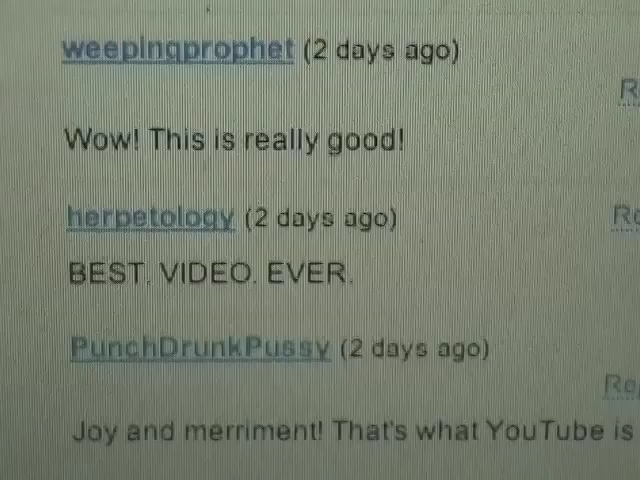 weepingprophet (2 days ago)
Wow! This is really good!
herpetology (2 days ago)
BEST. VIDEO. EVER.
PunchDrunkPussy (2 days ago)
Joy and merriment! That's what YouTube is